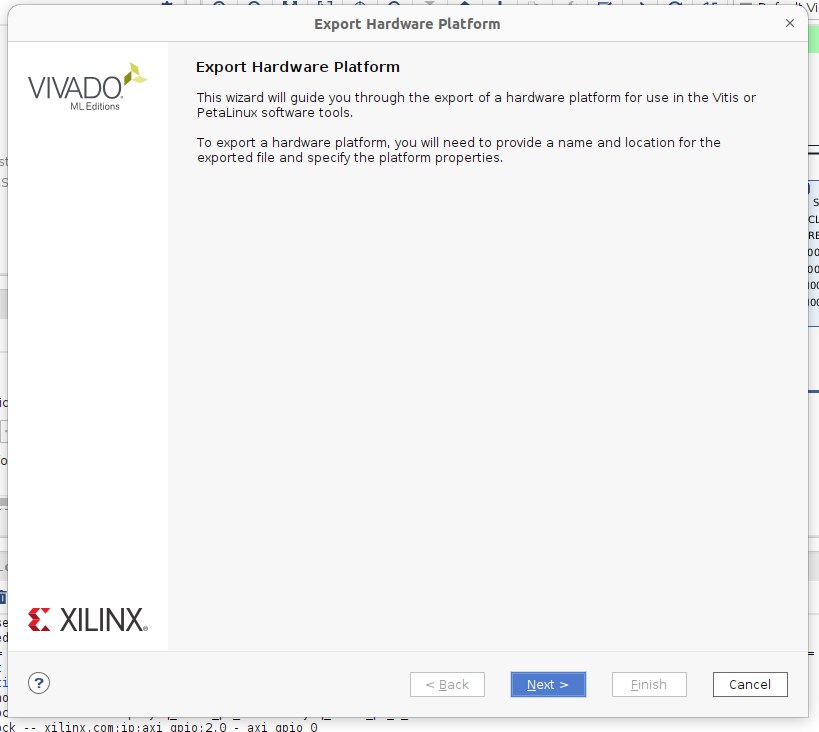 Export Hardware Platform
VIVADO
ML Editions
Export Hardware Platform
This wizard will guide you through the export of a hardware platform for use in the Vitis or
PetaLinux software tools.
To export a hardware platform, you will need to provide a name and location for the
exported file and specify the platform properties.
XILINX
?
< Back
Next >
Finish
Cancel
ock -- xilinx.com:ip:axi_gpio:2.0 - axi_gpio_0